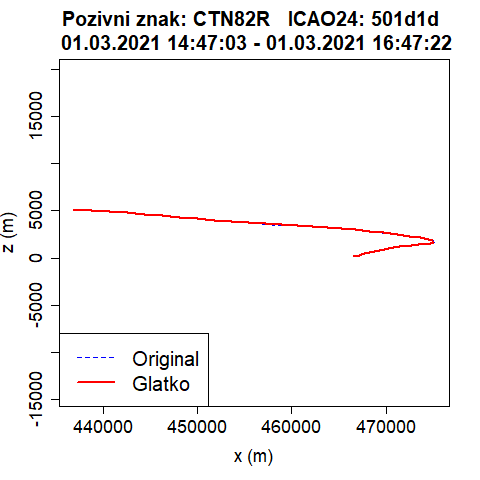 Pozivni znak: CTN82R   ICAO24: 501d1d
01.03.2021 14:47:03 - 01.03.2021 16:47:22
z (m)
15000
5000
0
-5000
-15000
Original
Glatko
440000 450000 460000 470000
x (m)